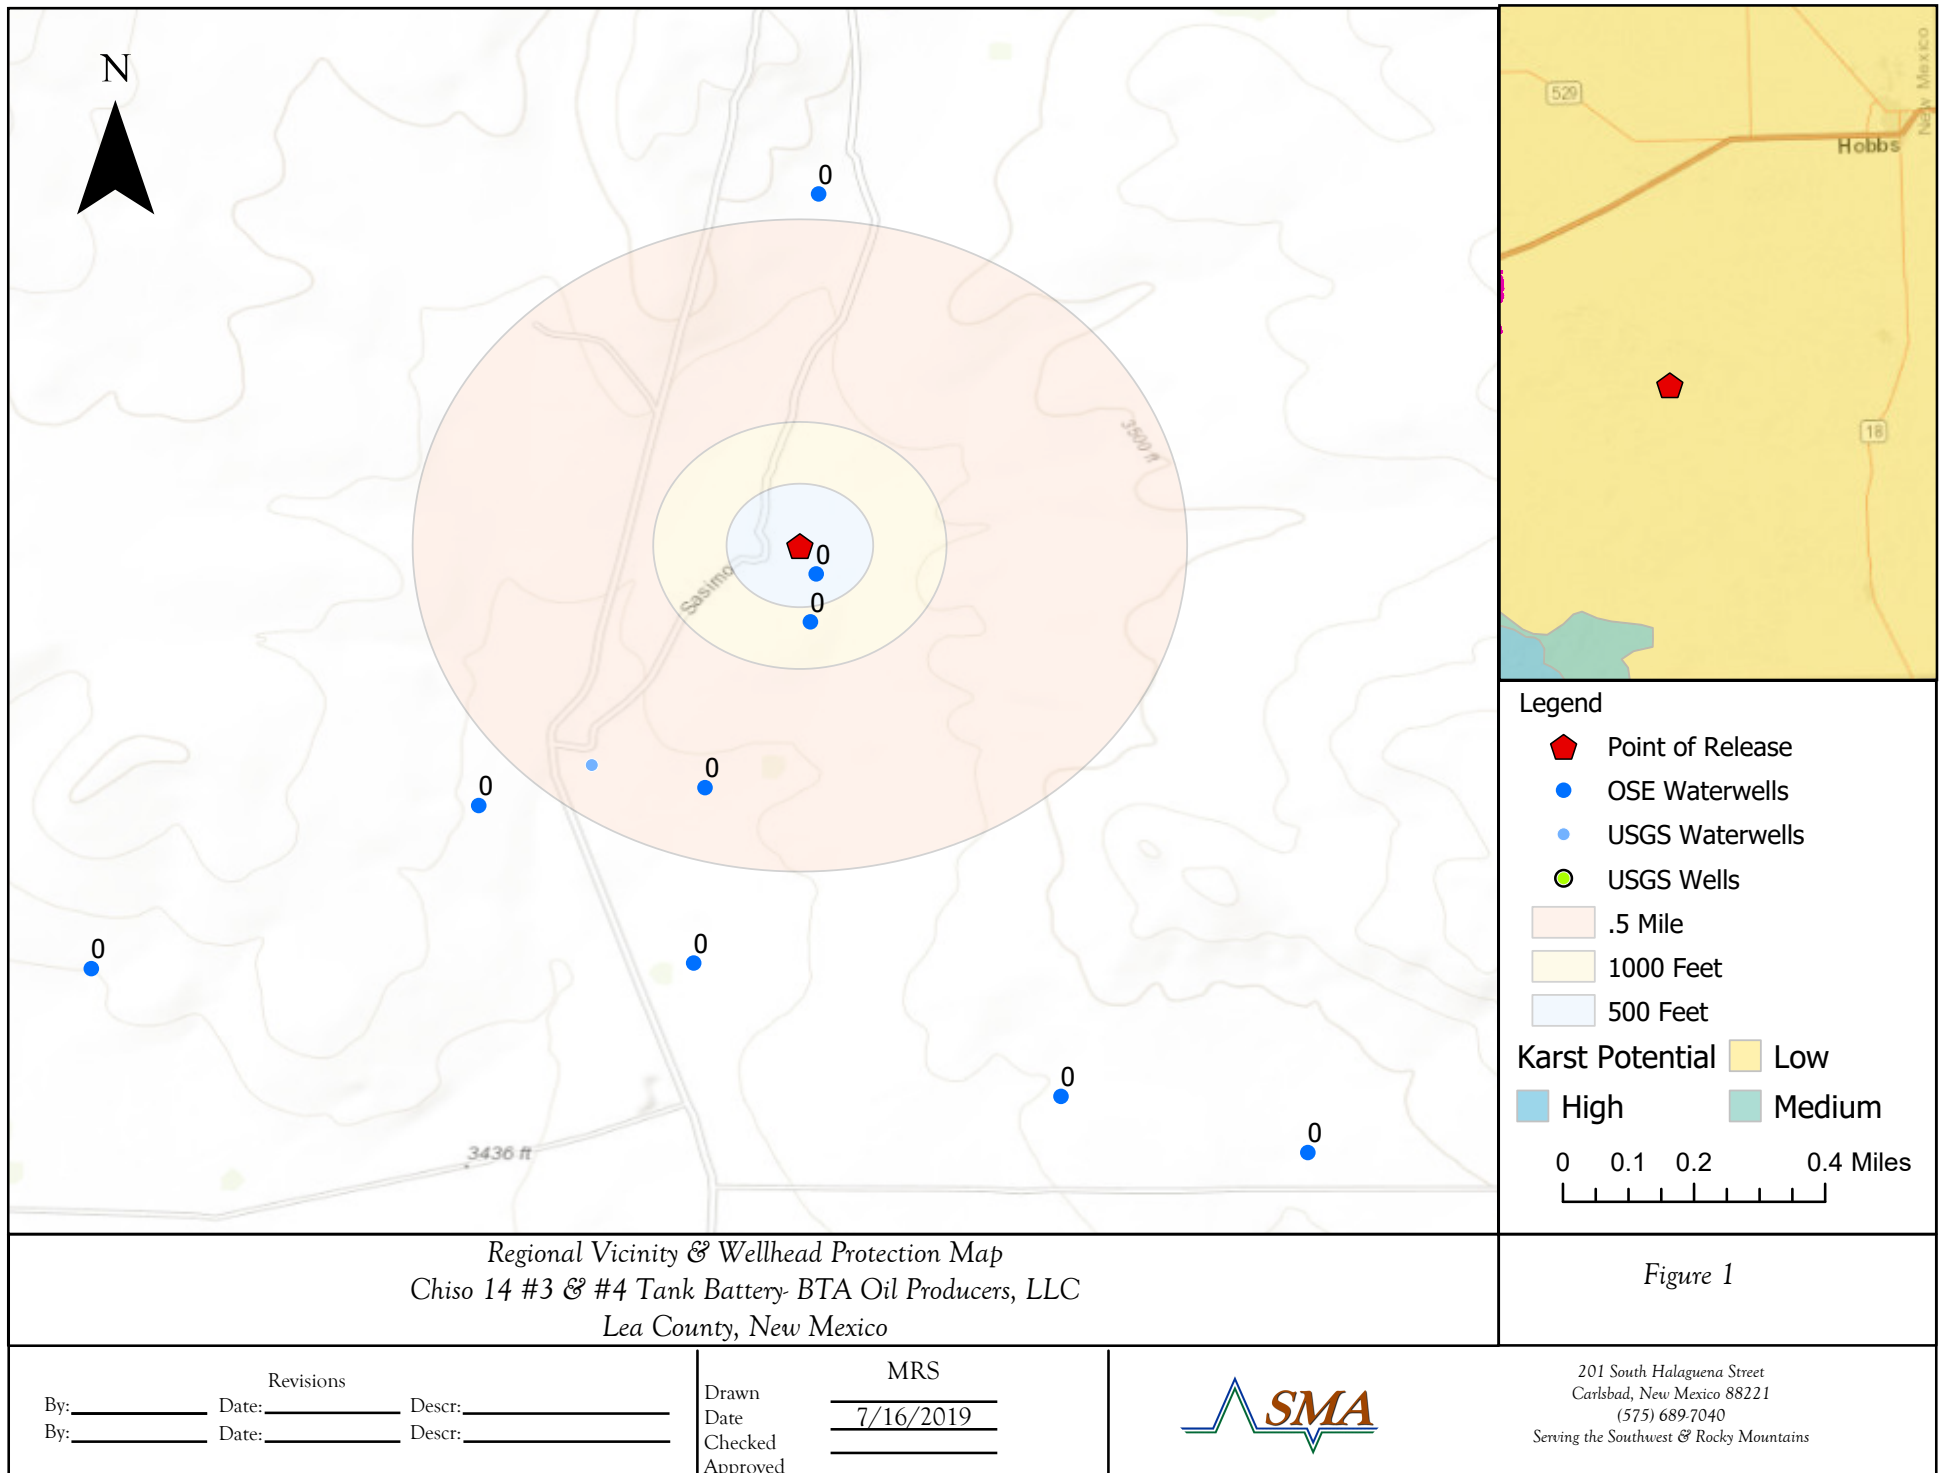 N
0
0
0
0
0
0
0
0
0
Sasimo
3500 ft
3436 ft
529
Hobbs
New Mexico
18
Legend
Point of Release
OSE Waterwells
USGS Waterwells
USGS Wells
.5 Mile
1000 Feet
500 Feet
Karst Potential Low
High Medium
0 0.1 0.2 0.4 Miles
Regional Vicinity & Wellhead Protection Map
Chiso 14 #3 & #4 Tank Battery- BTA Oil Producers, LLC
Lea County, New Mexico
Figure 1
Revisions
By: Date: Descr:
By: Date: Descr:
MRS
Drawn
Date 7/16/2019
Checked
Approved
SMA
201 South Halaguena Street
Carlsbad, New Mexico 88221
(575) 689-7040
Serving the Southwest & Rocky Mountains